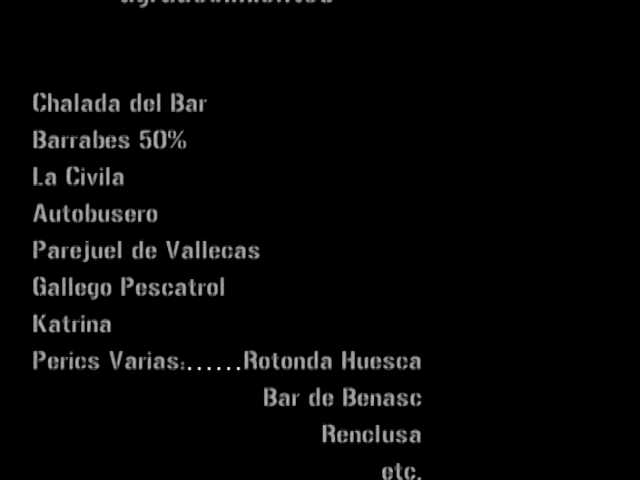 agradecimientos
Chalada del Bar
Barrabes 50%
La Civila
Autobusero
Parejuel de Vallecas
Gallego Pescatrol
Katrina
Perics Varias:......Rotonda Huesca
Bar de Benasc
Renclusa
etc.